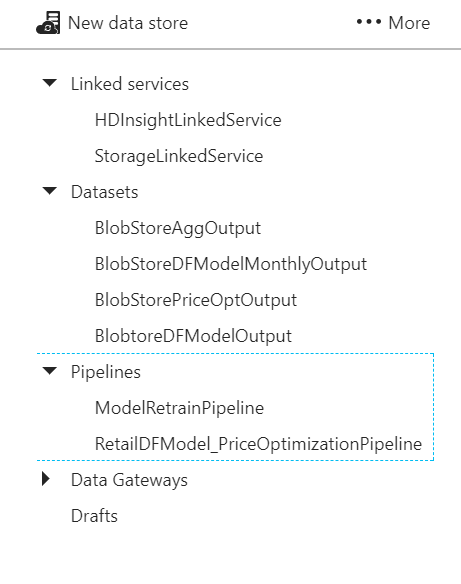 New data store ••• More
Linked services
HDInsightLinkedService
StorageLinkedService
Datasets
BlobStoreAggOutput
BlobStoreDFModelMonthlyOutput
BlobStorePriceOptOutput
BlobtoreDFModelOutput
Pipelines
ModelRetrainPipeline
RetailDFModel_PriceOptimizationPipeline
Data Gateways
Drafts